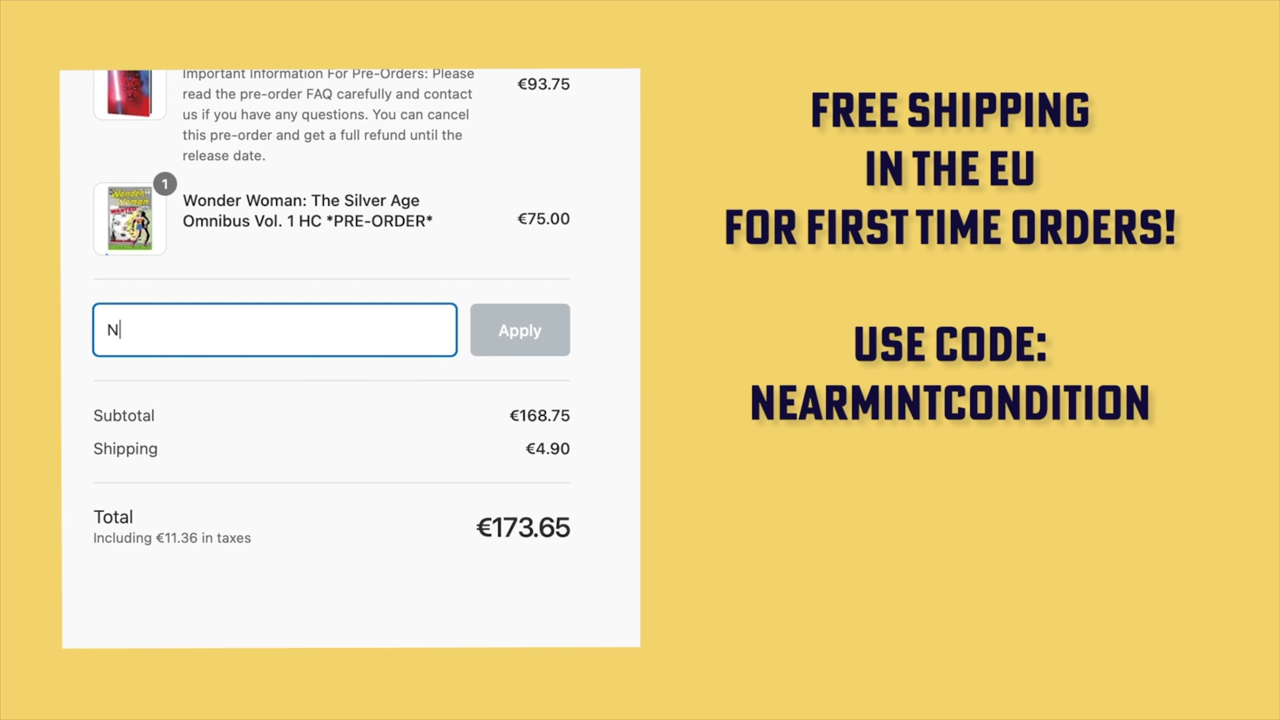 Important Information For Pre-Orders: Please
read the pre-order FAQ carefully and contact
us if you have any questions. You can cancel
this pre-order and get a full refund until the
release date.
€93.75
1
Wonder Woman: The Silver Age
Omnibus Vol. 1 HC *PRE-ORDER*
€75.00
Wonder
Woman
N
Apply
Subtotal
€168.75
Shipping
€4.90
Total
€173.65
Including €11.36 in taxes
FREE SHIPPING
IN THE EU
FOR FIRST TIME ORDERS!
USE CODE:
NEARMINTCONDITION